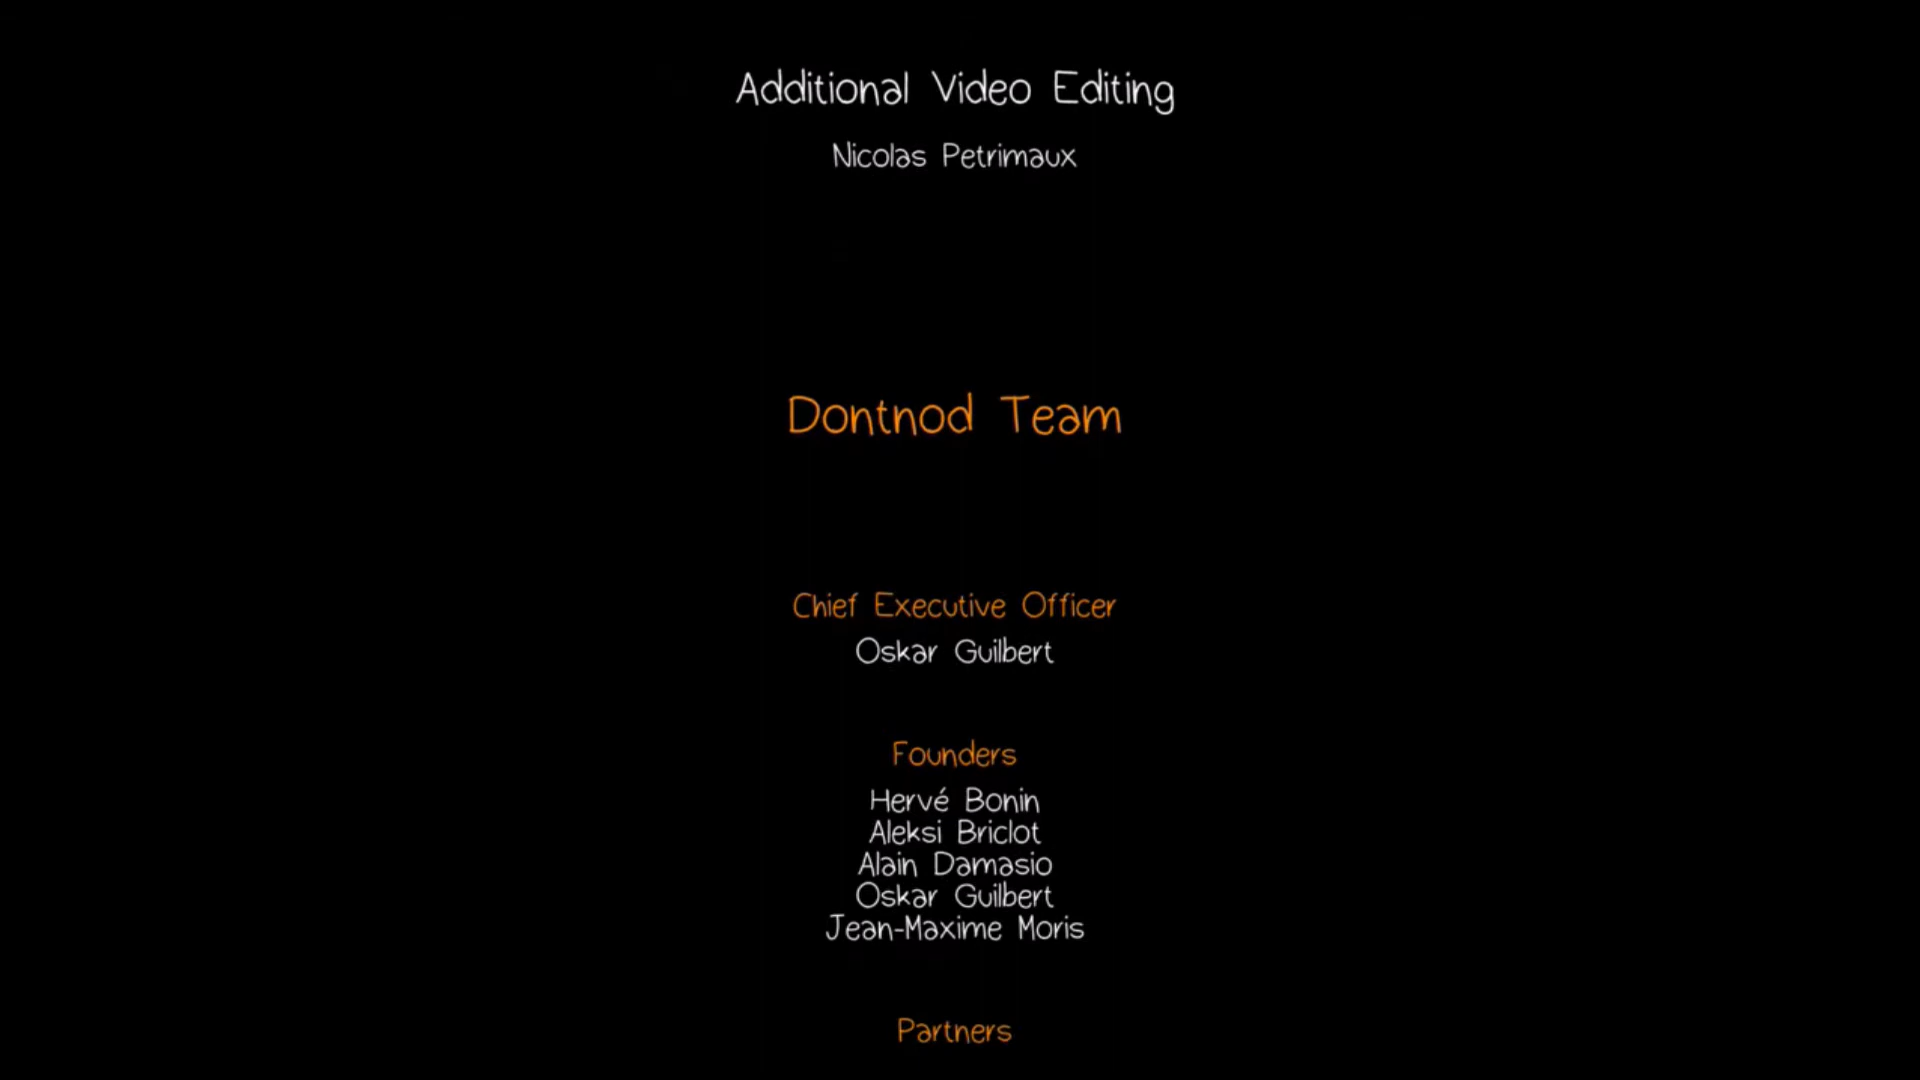 Additional Video Editing
Nicolas Petrimaux
Dontnod Team
Chief Executive Officer
Oskar Guilbert
Founders
Hervé Bonin
Aleksi Briclot
Alain Damasio
Oskar Guilbert
Jean-Maxime Moris
Partners